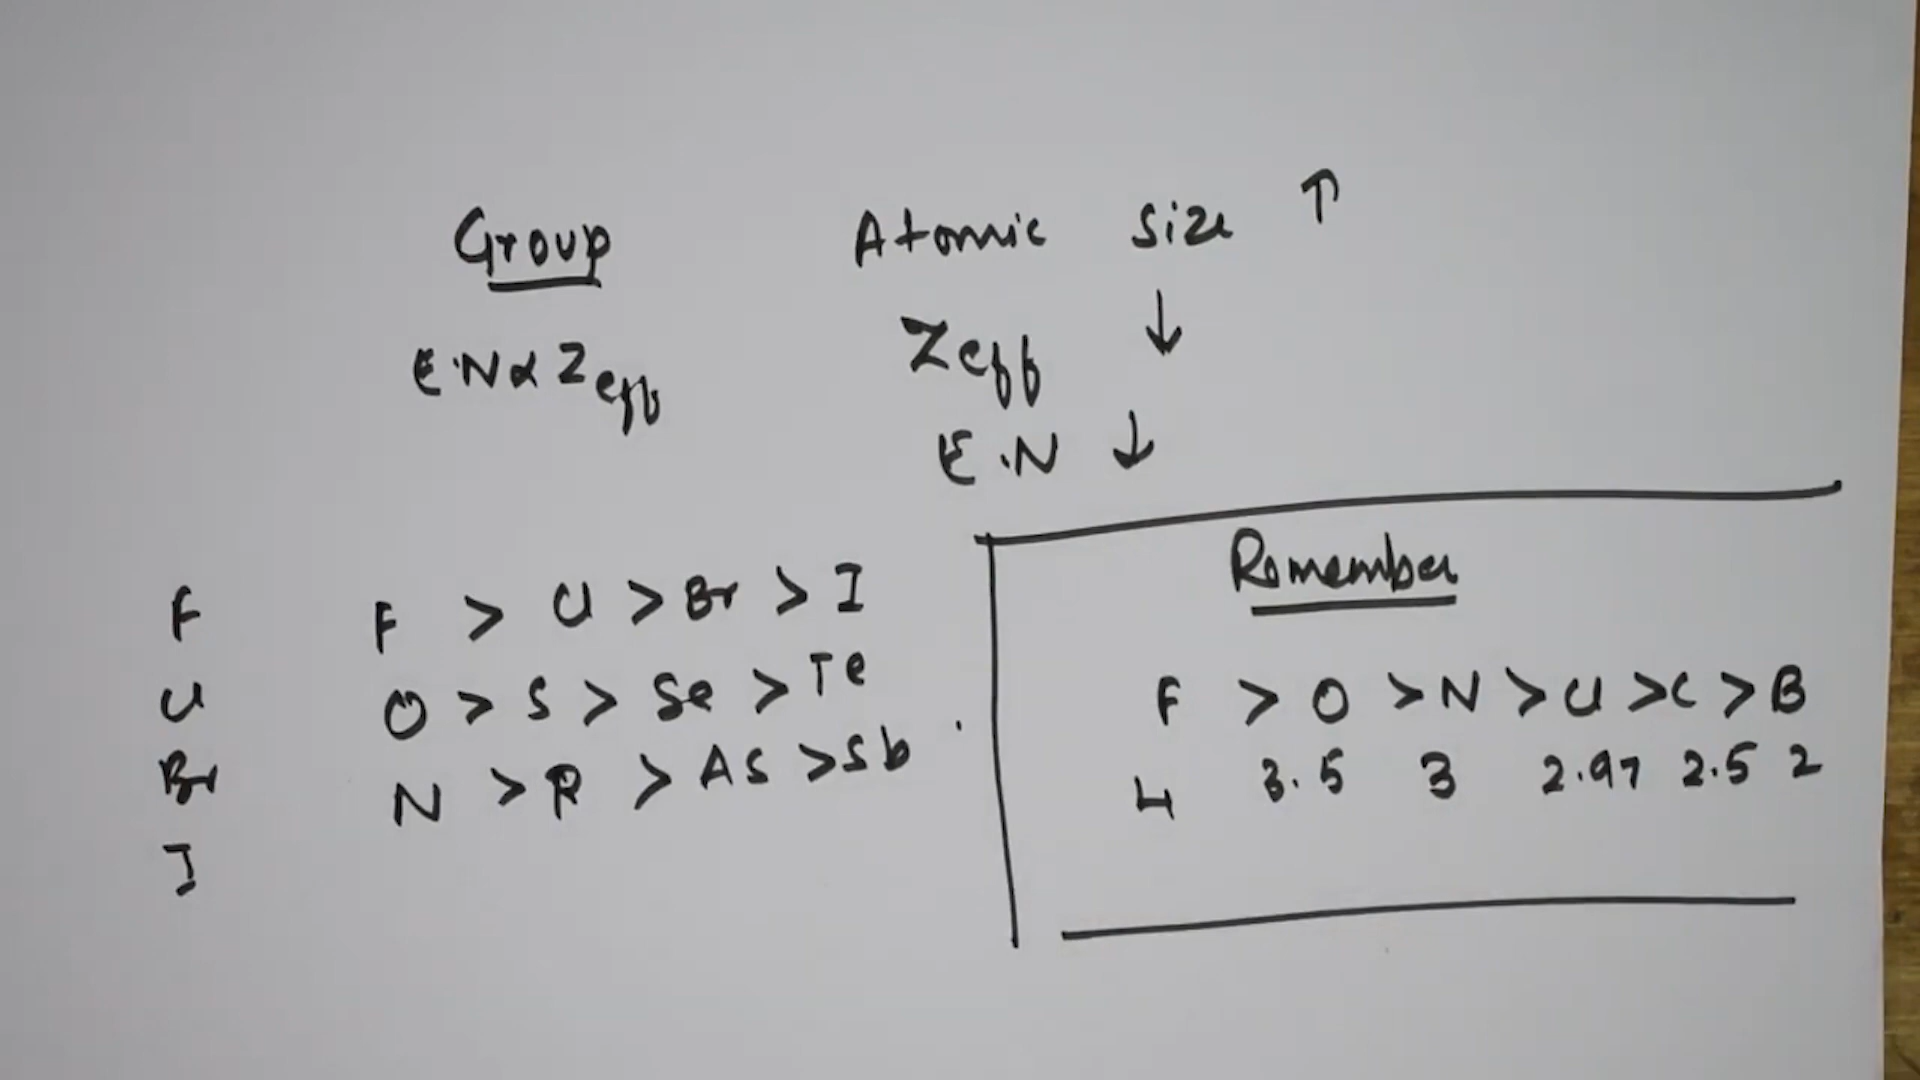 Group
E.N α Zeff
Atomic Size ↑
Zeff ↓
E.N ↓
F
Cl
Br
I
F > Cl > Br > I
O > S > Se > Te
N > P > As > Sb
Remember
F > O > N > Cl > C > B
4 3.5 3 2.97 2.5 2